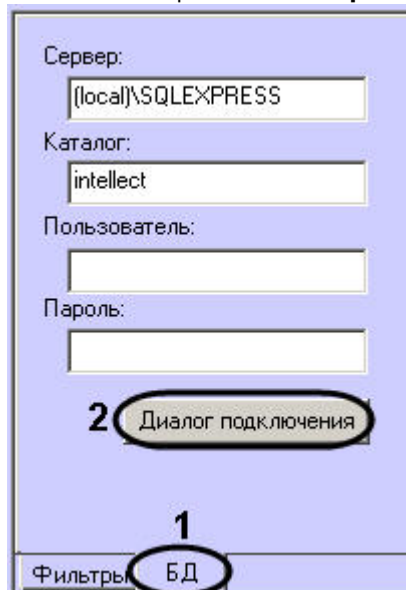 Сервер:
(local)\SQLEXPRESS
Каталог:
intellect
Пользователь:
Пароль:
2 Диалог подключения
1
Фильтры БД